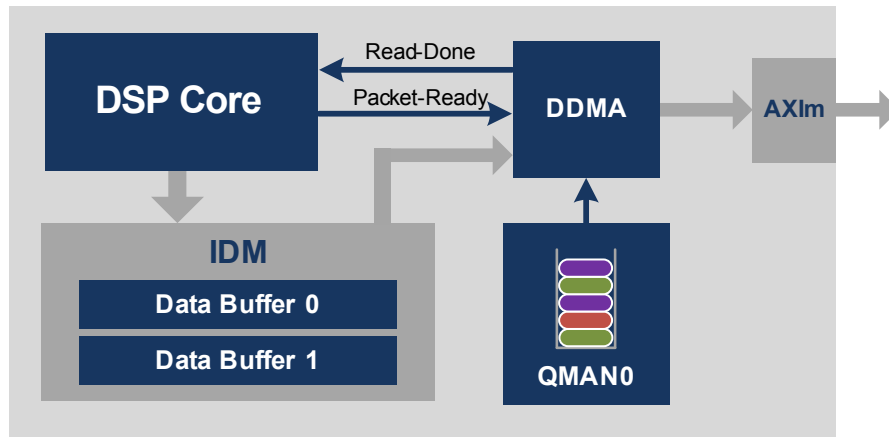 Read-Done
DSP Core
Packet-Ready
DDMA
AXIm
IDM
Data Buffer 0
Data Buffer 1
QMAN0